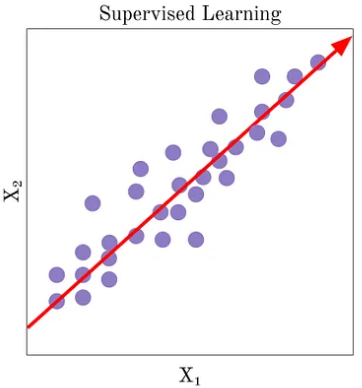 Supervised Learning
X₂
X₁